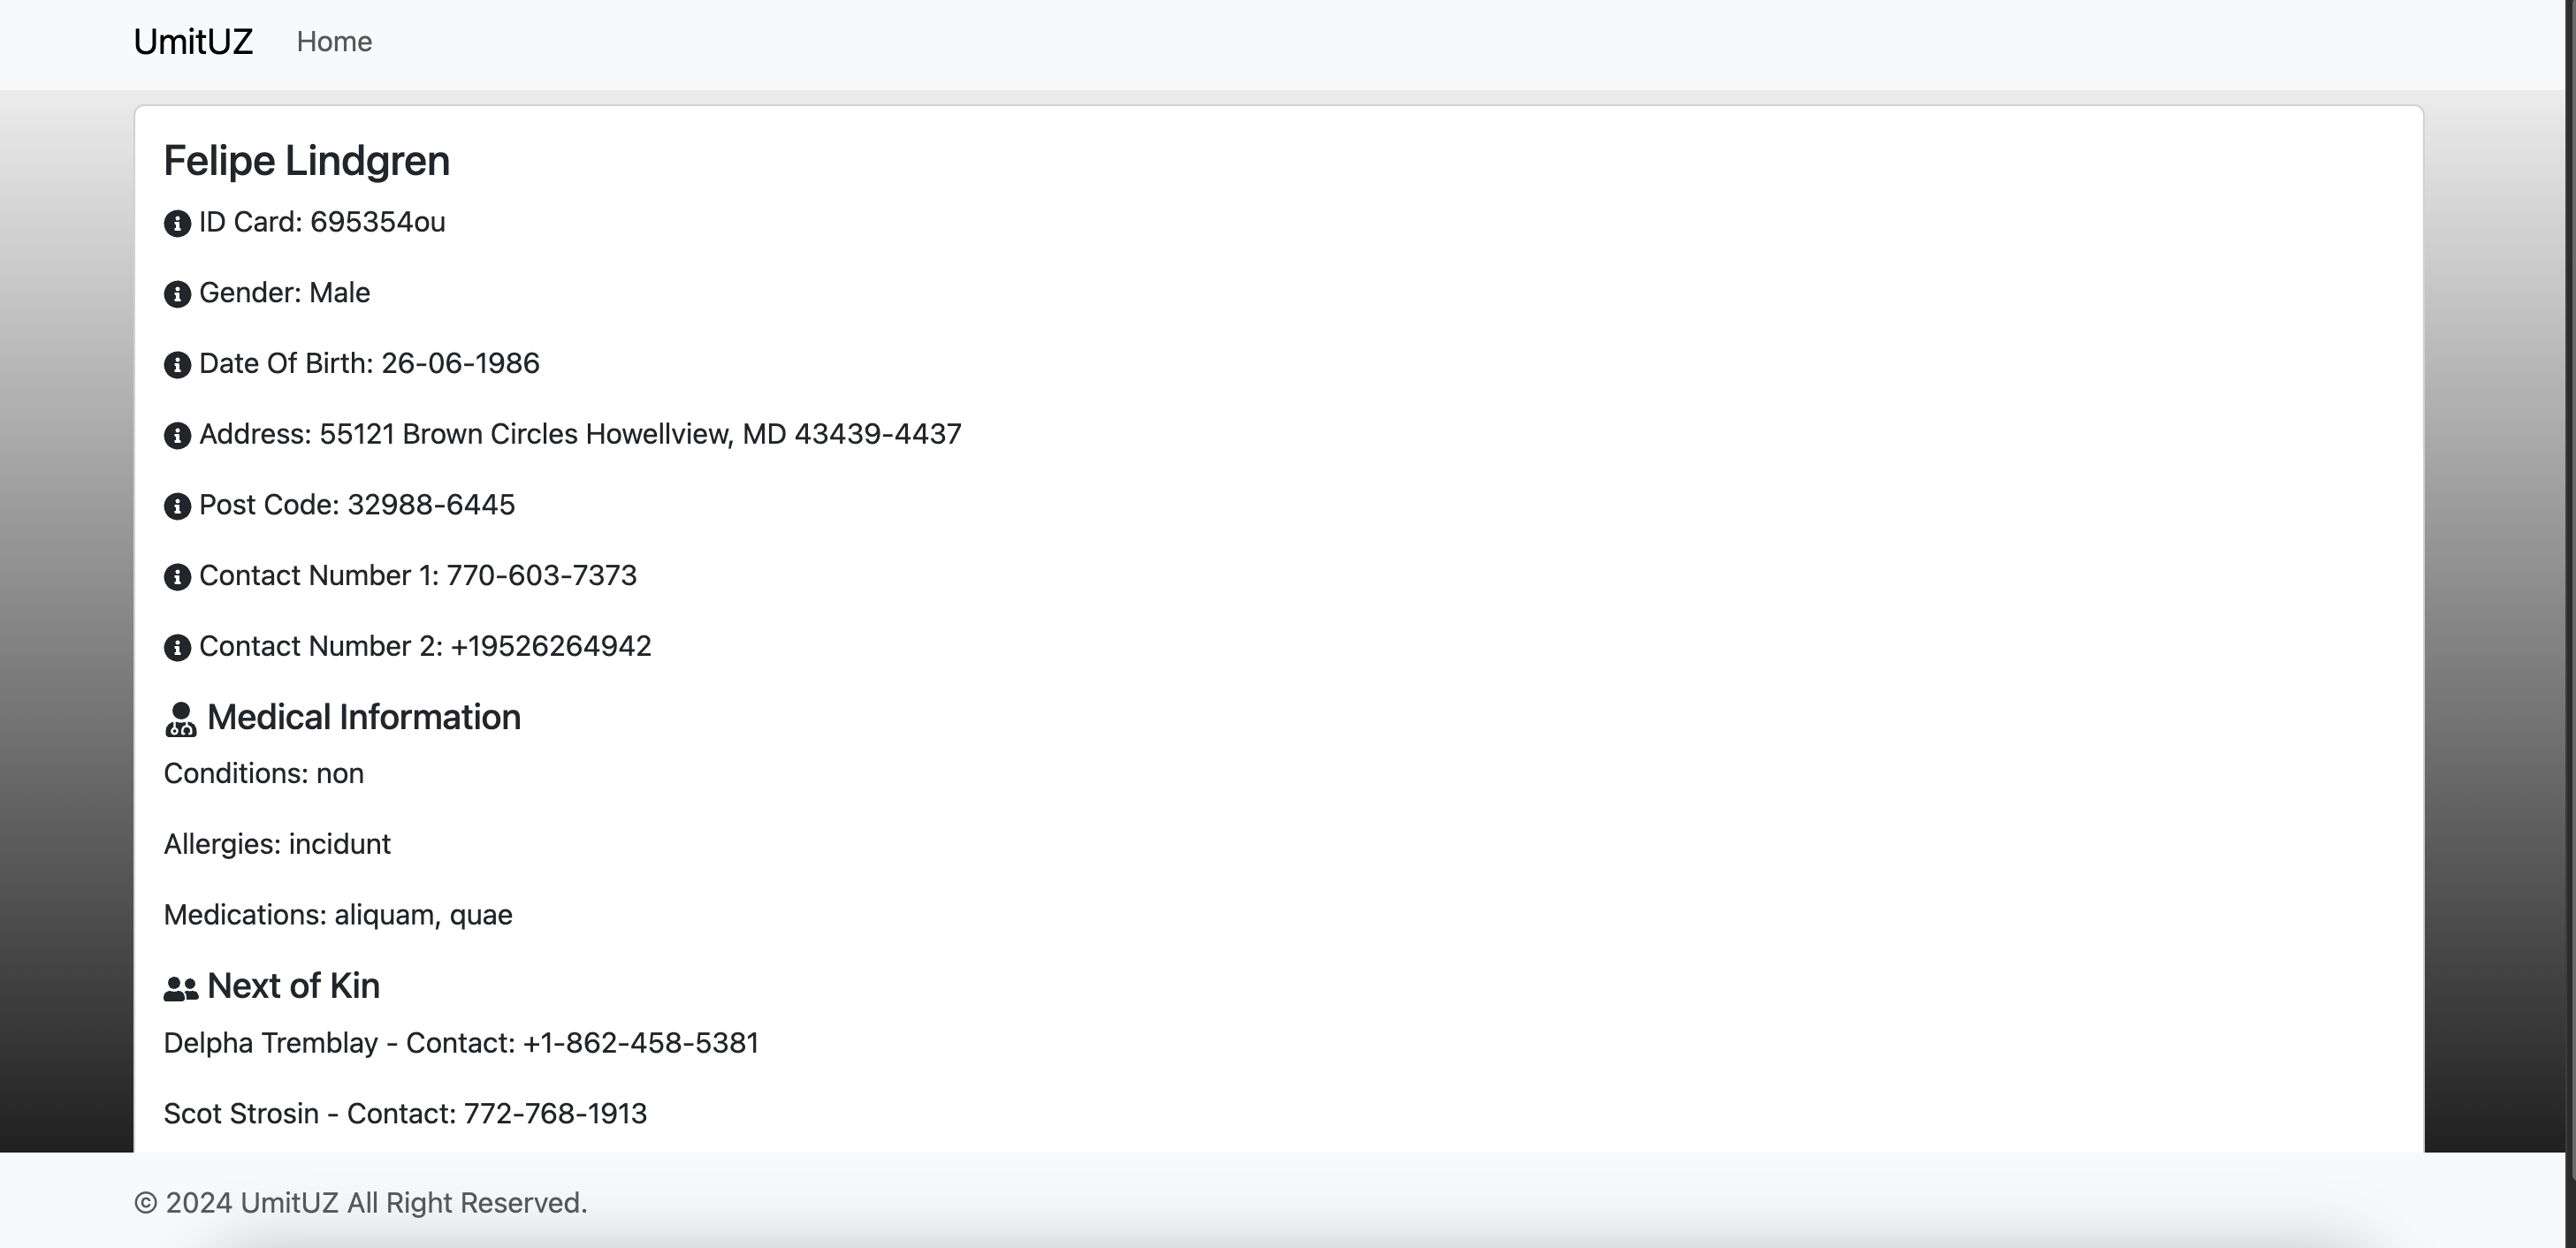 UmitUZ Home
Felipe Lindgren
ID Card: 695354ou
Gender: Male
Date Of Birth: 26-06-1986
Address: 55121 Brown Circles Howellview, MD 43439-4437
Post Code: 32988-6445
Contact Number 1: 770-603-7373
Contact Number 2: +19526264942
Medical Information
Conditions: non
Allergies: incidunt
Medications: aliquam, quae
Next of Kin
Delpha Tremblay - Contact: +1-862-458-5381
Scot Strosin - Contact: 772-768-1913
© 2024 UmitUZ All Right Reserved.